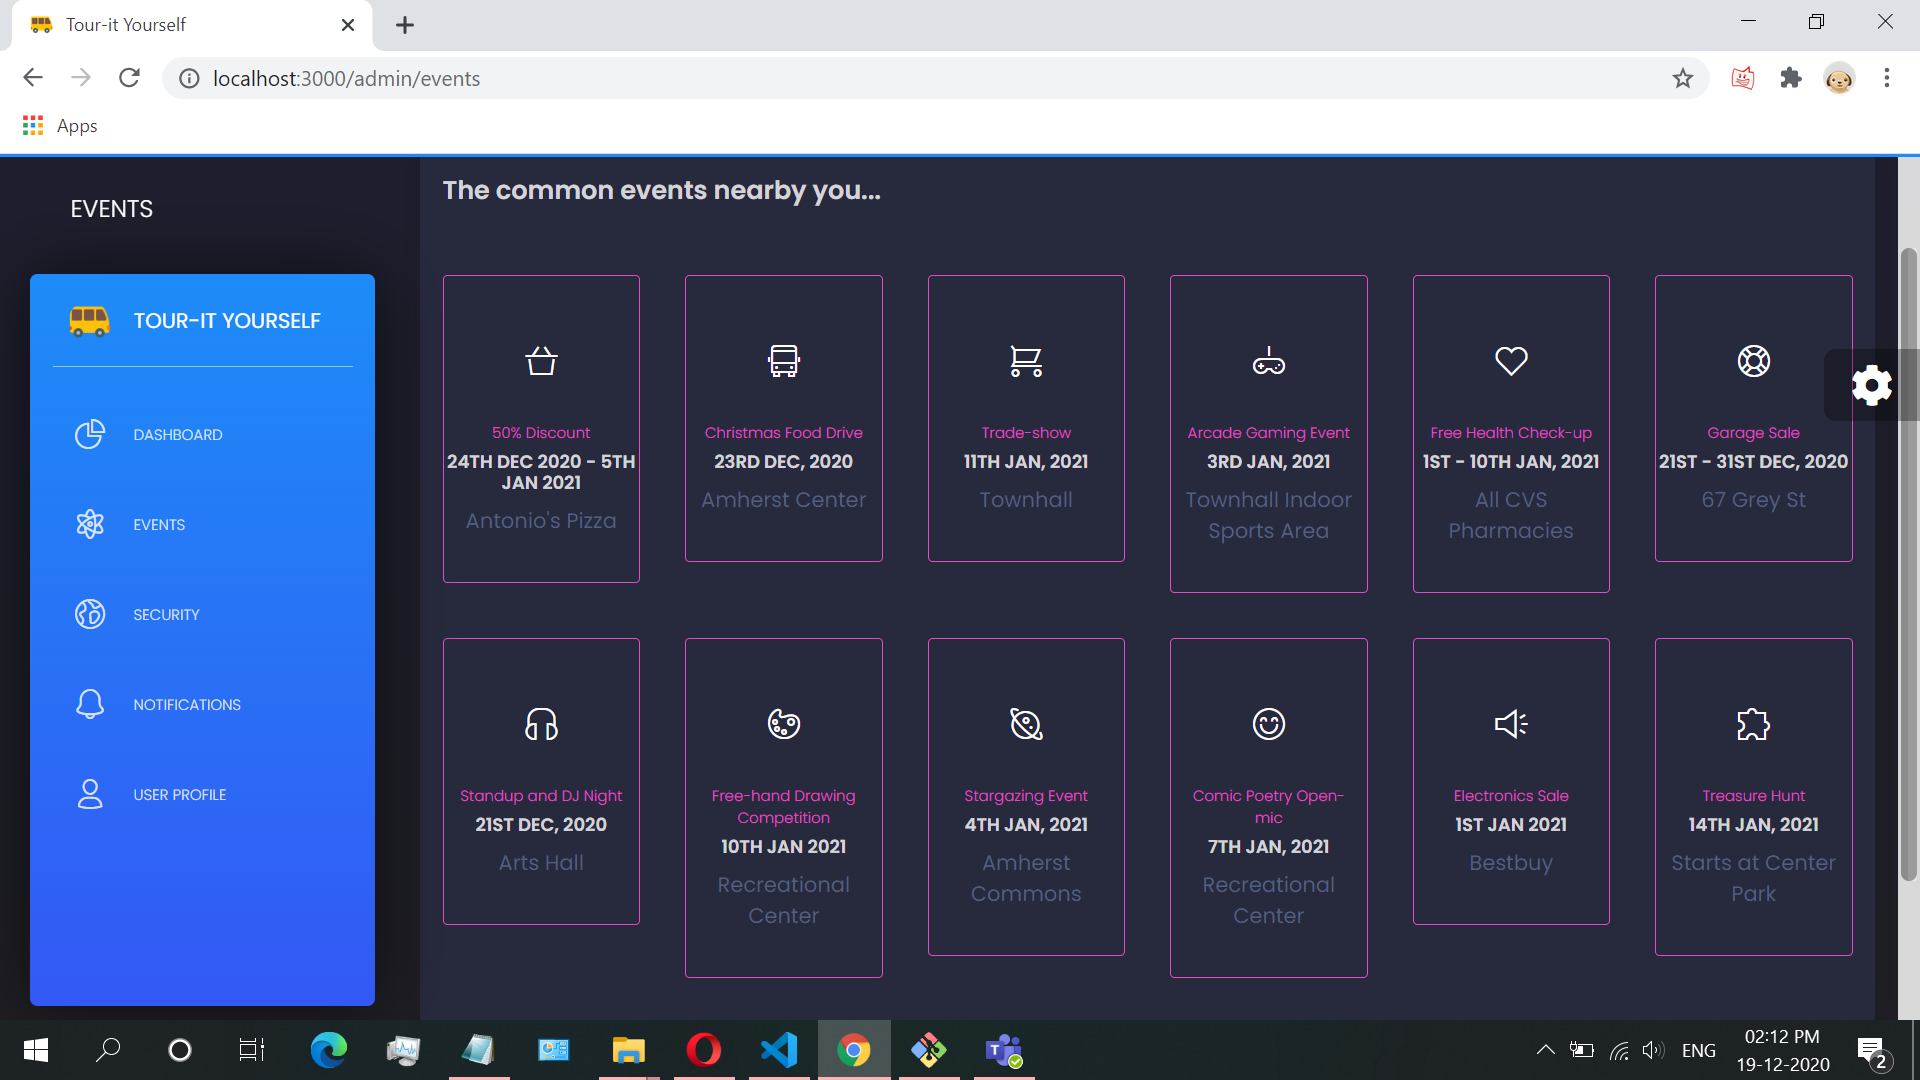 Tour-it Yourself
localhost:3000/admin/events
Apps
EVENTS
TOUR-IT YOURSELF
DASHBOARD
EVENTS
SECURITY
NOTIFICATIONS
USER PROFILE
The common events nearby you...
50% Discount
24TH DEC 2020 - 5TH
JAN 2021
Antonio's Pizza
Christmas Food Drive
23RD DEC, 2020
Amherst Center
Trade-show
11TH JAN, 2021
Townhall
Arcade Gaming Event
3RD JAN, 2021
Townhall Indoor
Sports Area
Free Health Check-up
1ST - 10TH JAN, 2021
All CVS
Pharmacies
Garage Sale
21ST - 31ST DEC, 2020
67 Grey St
Standup and DJ Night
21ST DEC, 2020
Arts Hall
Free-hand Drawing
Competition
10TH JAN 2021
Recreational
Center
Stargazing Event
4TH JAN, 2021
Amherst
Commons
Comic Poetry Open-
mic
7TH JAN, 2021
Recreational
Center
Electronics Sale
1ST JAN 2021
Bestbuy
Treasure Hunt
14TH JAN, 2021
Starts at Center
Park
ENG
02:12 PM
19-12-2020
2